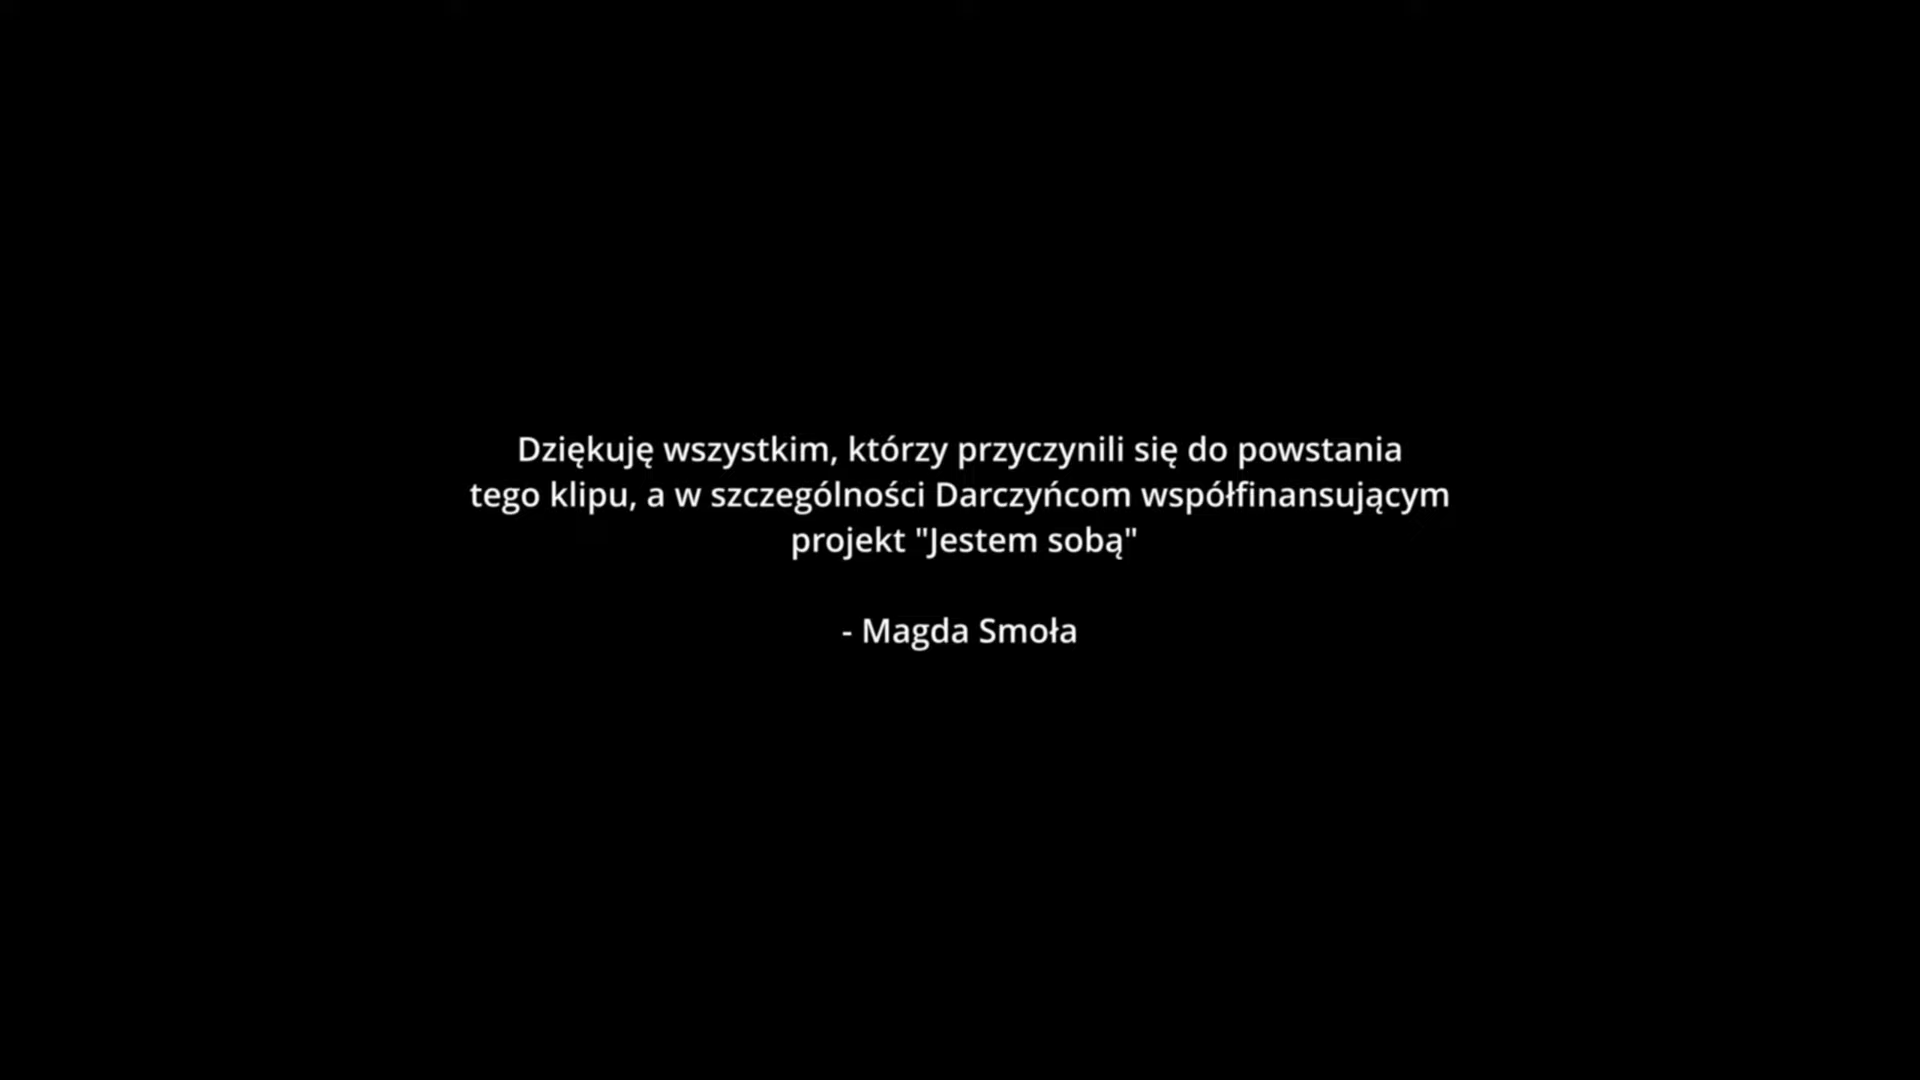 Dziękuję wszystkim, którzy przyczynili się do powstania
tego klipu, a w szczególności Darczyńcom współfinansującym
projekt "Jestem sobą"
- Magda Smoła